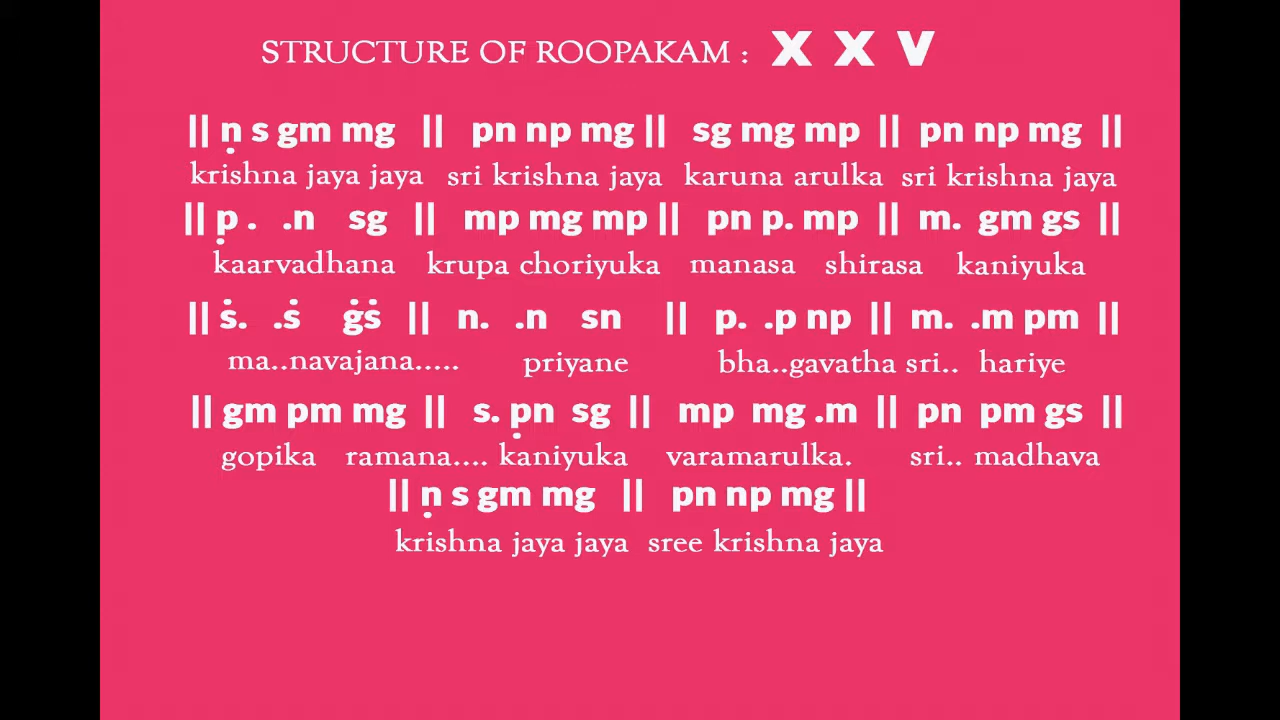 STRUCTURE OF ROOPAKAM : X X V
|| ṇ s gm mg || pn np mg || sg mg mp || pn np mg ||
krishna jaya jaya sri krishna jaya karuna arulka sri krishna jaya
|| p̣ . .n sg || mp mg mp || pn p. mp || m. gm gs ||
kaarvadhana krupa choriyuka manasa shirasa kaniyuka
|| ṡ. .ṡ ġṡ || n. .n sn || p. .p np || m. .m pm ||
ma..navajana..... priyane bha..gavatha sri.. hariye
|| gm pm mg || s. p̣n sg || mp mg .m || pn pm gs ||
gopika ramana.... kaniyuka varamarulka. sri.. madhava
|| ṇ s gm mg || pn np mg ||
krishna jaya jaya sree krishna jaya